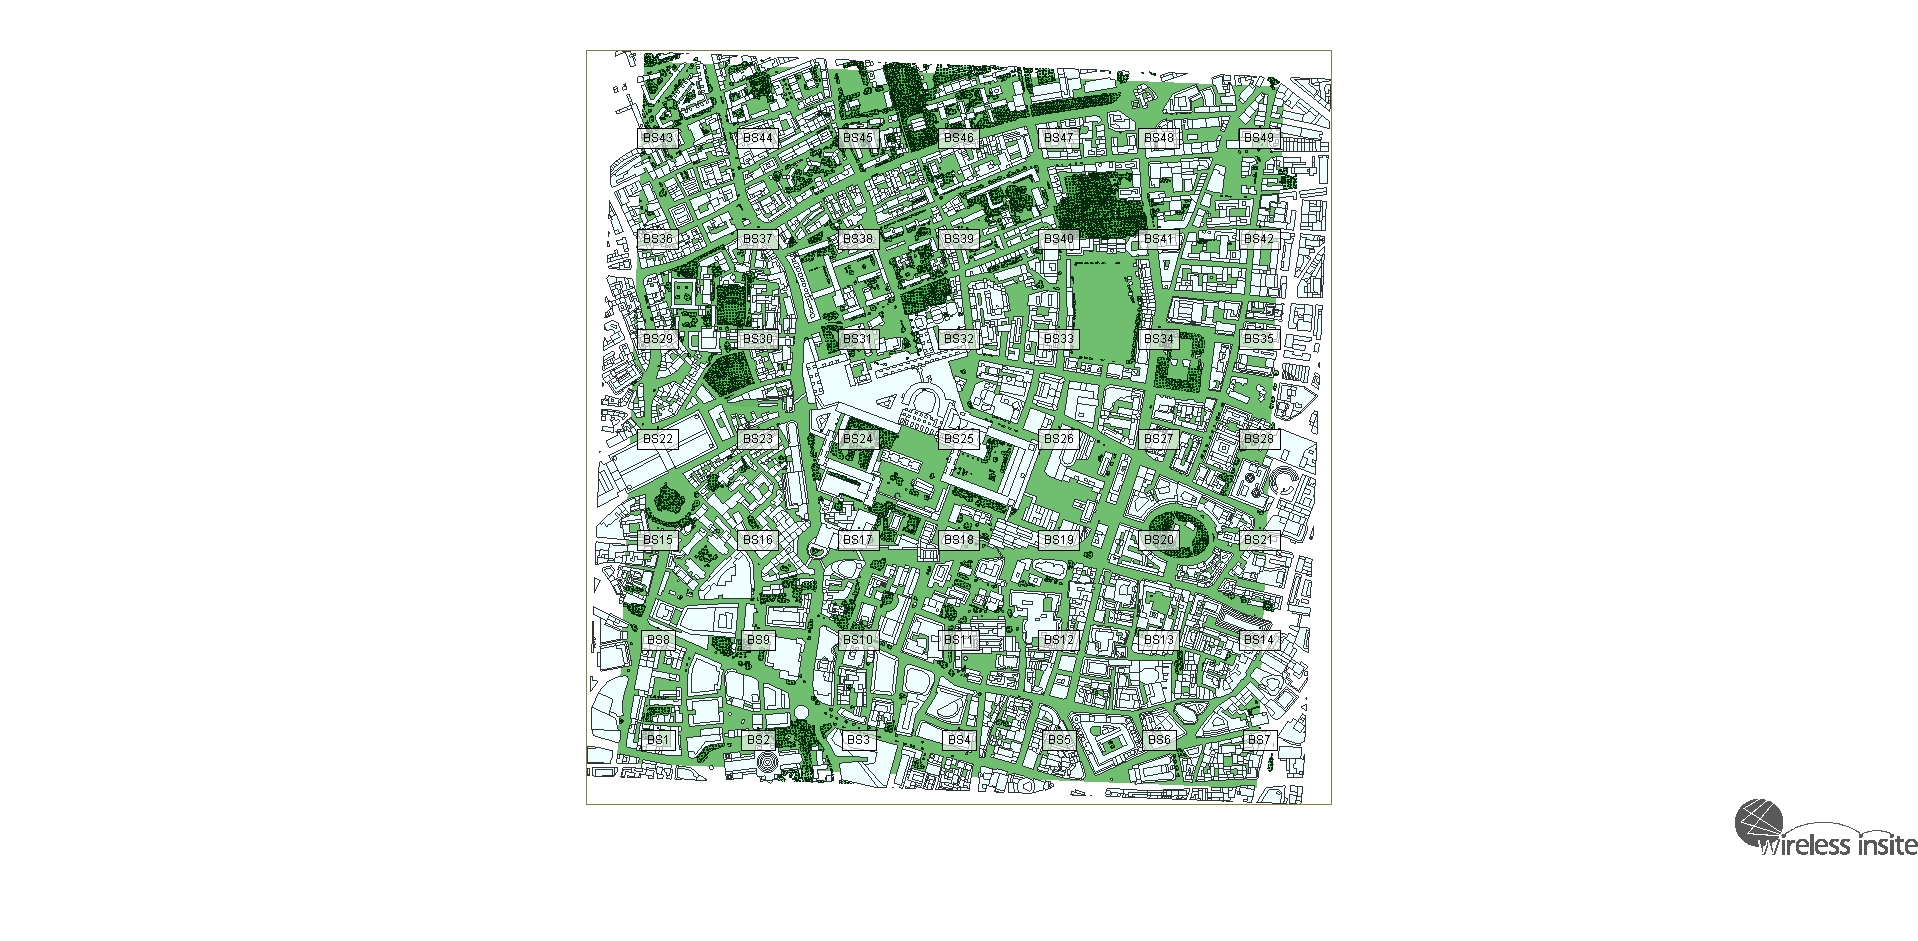 BS43 BS44 BS45 BS46 BS47 BS48 BS49
BS36 BS37 BS38 BS39 BS40 BS41 BS42
BS29 BS30 BS31 BS32 BS33 BS34 BS35
BS22 BS23 BS24 BS25 BS26 BS27 BS28
BS15 BS16 BS17 BS18 BS19 BS20 BS21
BS8 BS9 BS10 BS11 BS12 BS13 BS14
BS1 BS2 BS3 BS4 BS5 BS6 BS7
wireless insite